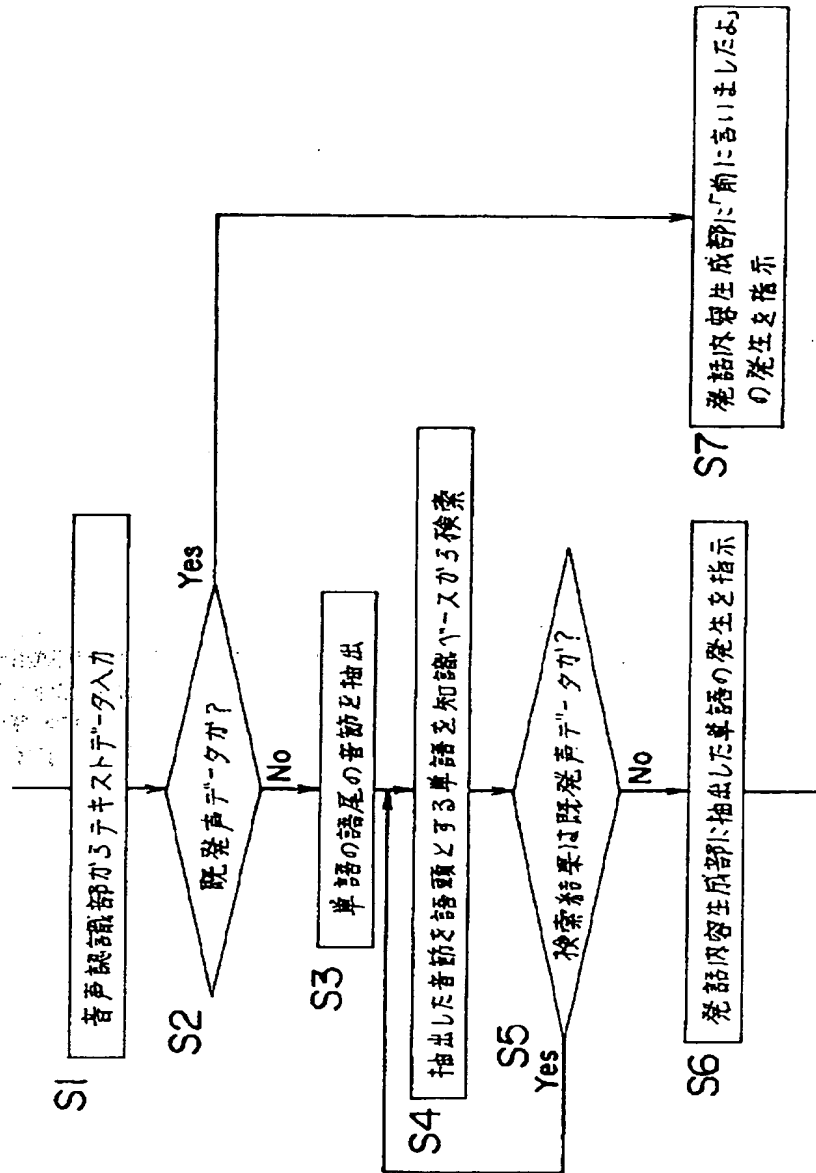 S1
音声認識部からテキストデータ入力
S2
既発声データか?
Yes
No
S3
単語の語尾の音節を抽出
S4
抽出した音節を語頭とする単語を知識ベースから検索
S5
検索結果は既発声データか?
Yes
No
S6
発話内容生成部に抽出した単語の発生を指示
S7
発話内容生成部に「前に言いましたよ」
の発生を指示